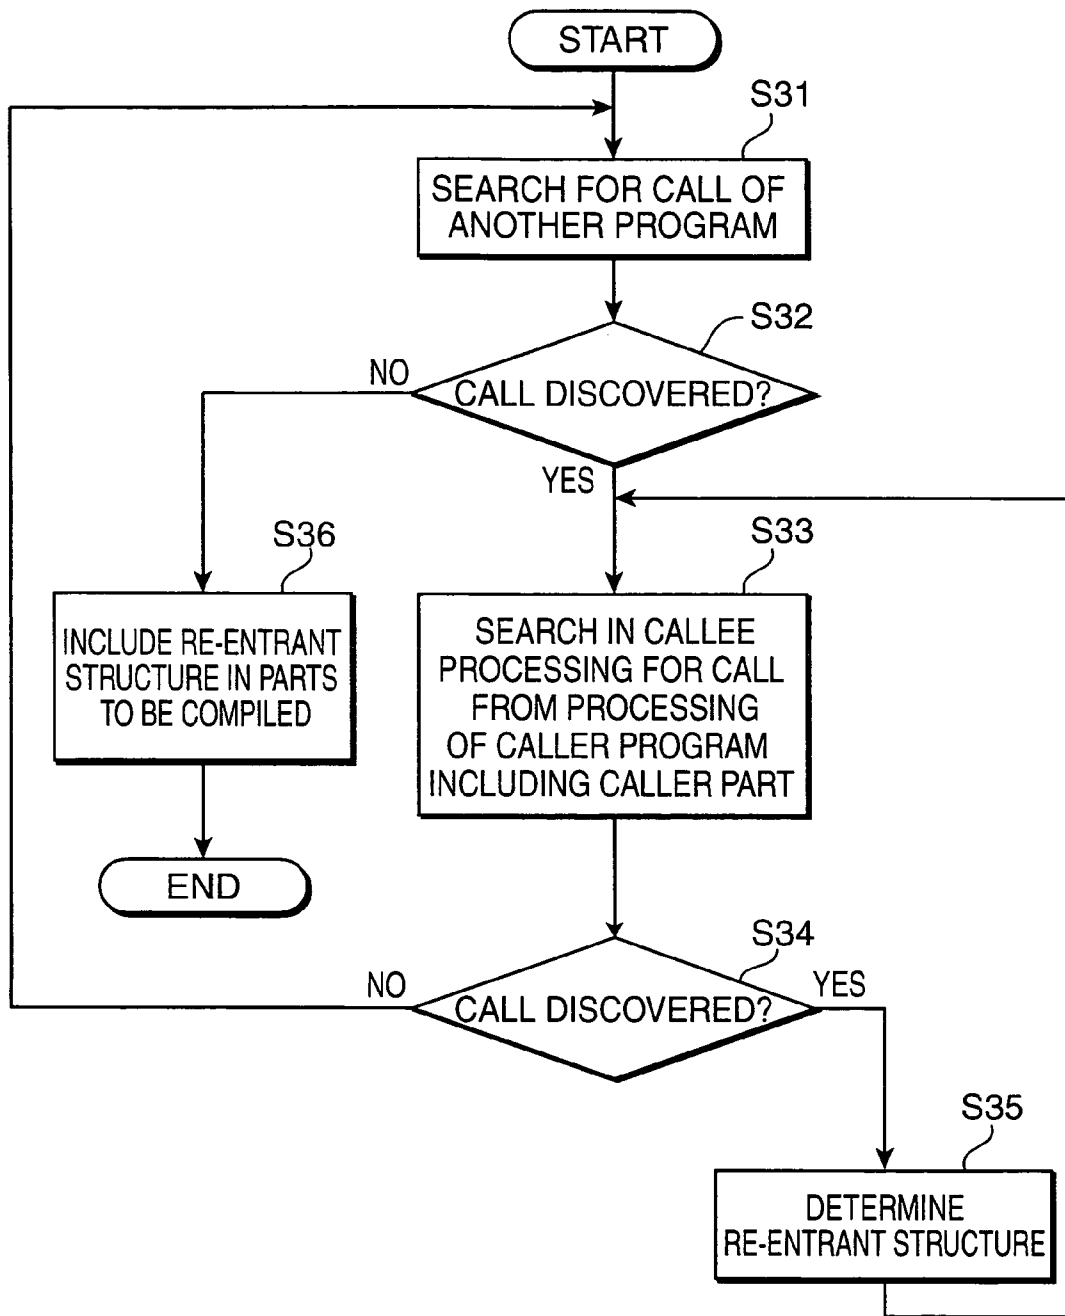 START
S31
SEARCH FOR CALL OF
ANOTHER PROGRAM
S32
NO
CALL DISCOVERED?
YES
S36
INCLUDE RE-ENTRANT
STRUCTURE IN PARTS
TO BE COMPILED
END
S33
SEARCH IN CALLEE
PROCESSING FOR CALL
FROM PROCESSING
OF CALLER PROGRAM
INCLUDING CALLER PART
S34
NO
CALL DISCOVERED?
YES
S35
DETERMINE
RE-ENTRANT STRUCTURE